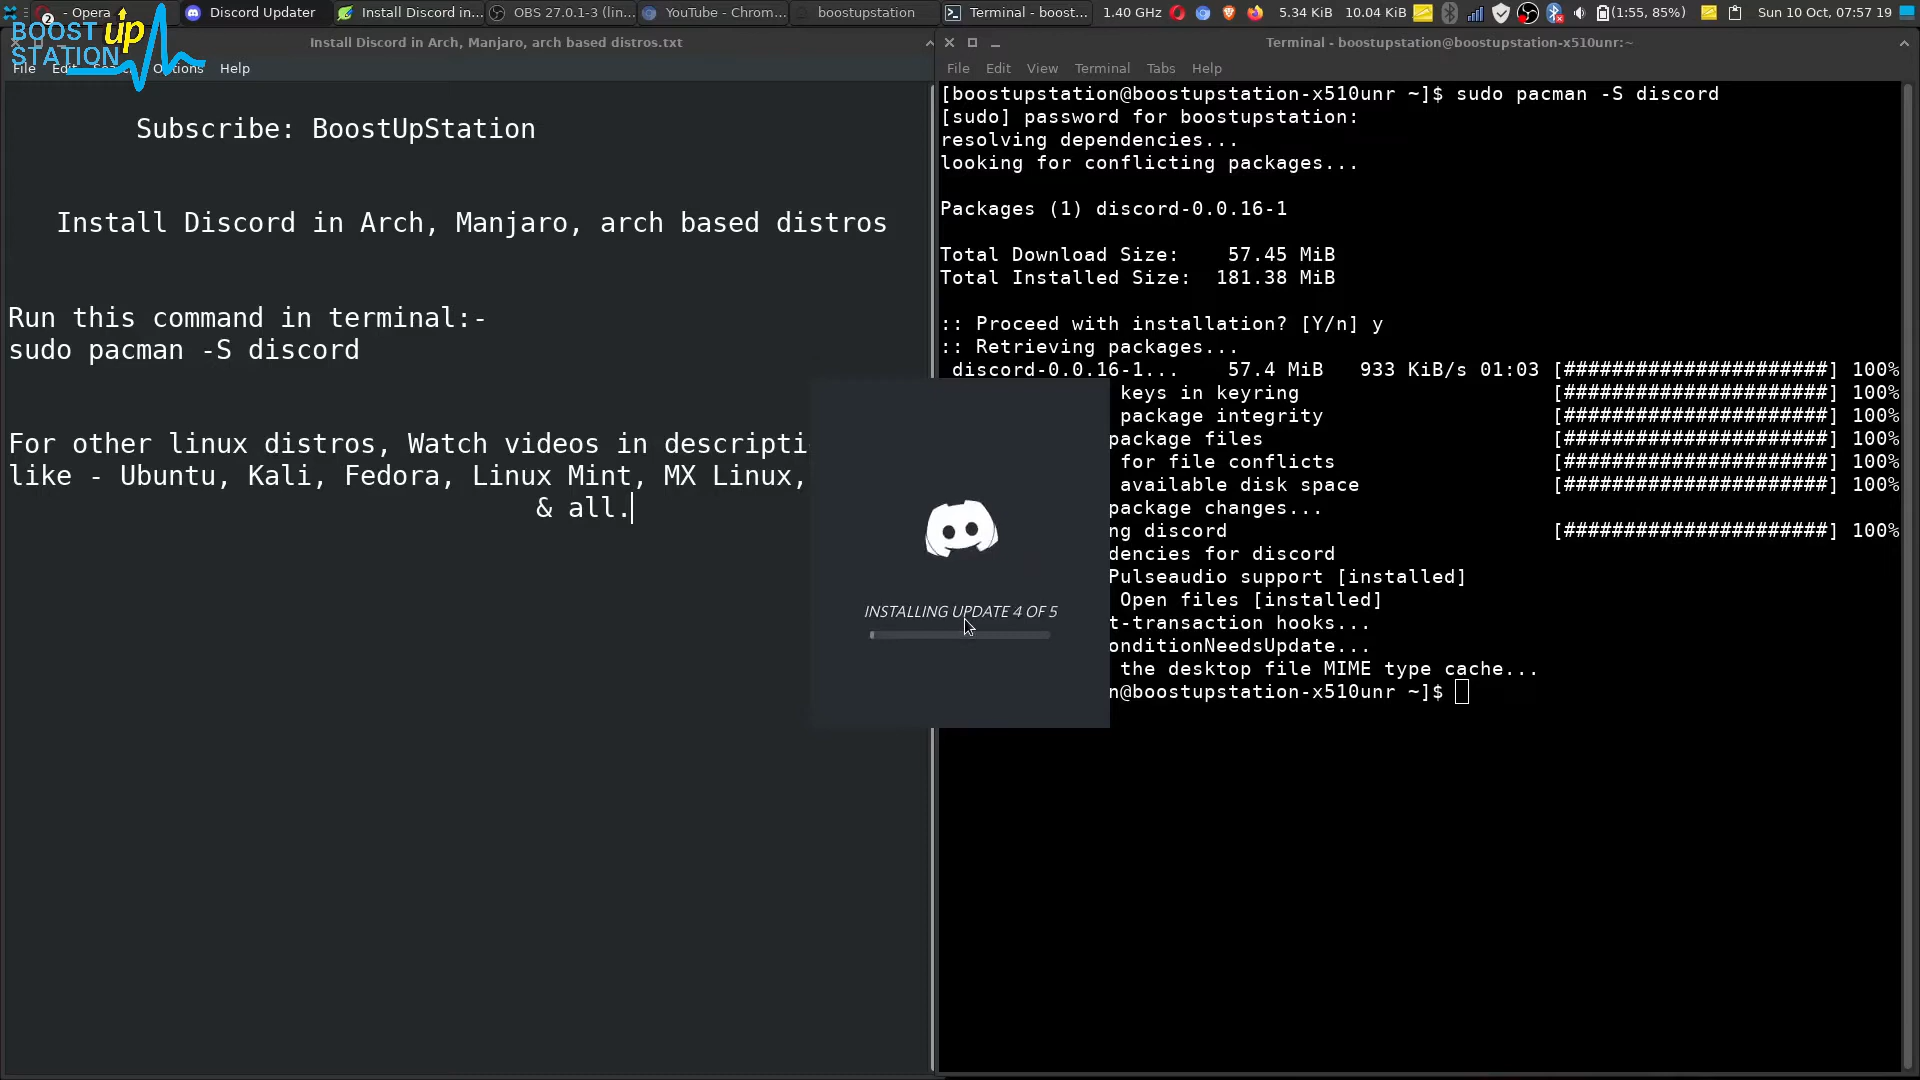 - Opera
Discord Updater
Install Discord in...
OBS 27.0.1-3 (lin...
YouTube - Chrom...
boostupstation
Terminal - boost...
1.40 GHz
5.34 KiB
10.04 KiB
(1:55, 85%)
Sun 10 Oct, 07:57 19
2
BOOST up
STATION
Install Discord in Arch, Manjaro, arch based distros.txt
File Edit Search Options Help
Subscribe: BoostUpStation
Install Discord in Arch, Manjaro, arch based distros
Run this command in terminal:-
sudo pacman -S discord
For other linux distros, Watch videos in descripti
like - Ubuntu, Kali, Fedora, Linux Mint, MX Linux,
& all.
INSTALLING UPDATE 4 OF 5
Terminal - boostupstation@boostupstation-x510unr:~
File Edit View Terminal Tabs Help
[boostupstation@boostupstation-x510unr ~]$ sudo pacman -S discord
[sudo] password for boostupstation:
resolving dependencies...
looking for conflicting packages...
Packages (1) discord-0.0.16-1
Total Download Size: 57.45 MiB
Total Installed Size: 181.38 MiB
:: Proceed with installation? [Y/n] y
:: Retrieving packages...
discord-0.0.16-1... 57.4 MiB 933 KiB/s 01:03 [######################] 100%
keys in keyring [######################] 100%
package integrity [######################] 100%
package files [######################] 100%
for file conflicts [######################] 100%
available disk space [######################] 100%
package changes...
ng discord [######################] 100%
dencies for discord
Pulseaudio support [installed]
Open files [installed]
t-transaction hooks...
onditionNeedsUpdate...
the desktop file MIME type cache...
n@boostupstation-x510unr ~]$